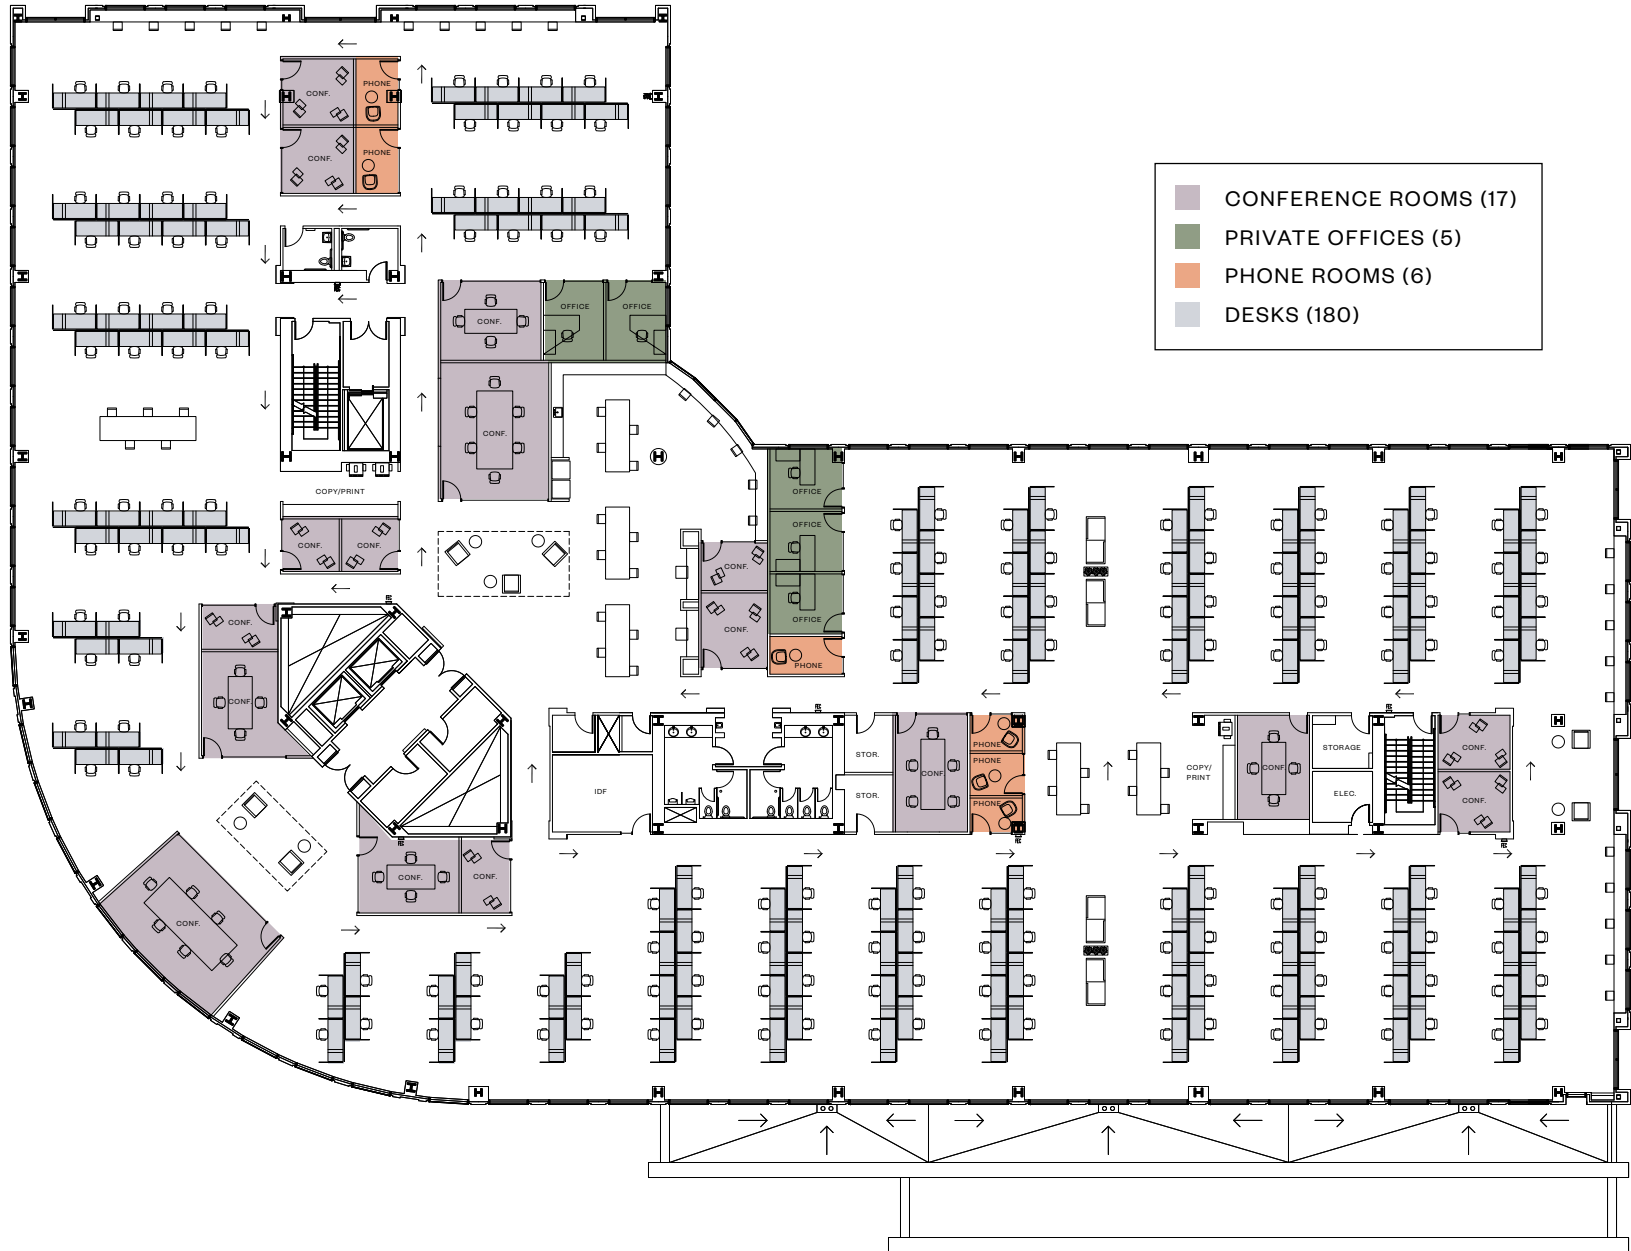 PHONE
CONF.
CONF.
PHONE
CONFERENCE ROOMS (17)
PRIVATE OFFICES (5)
PHONE ROOMS (6)
DESKS (180)
OFFICE
OFFICE
CONF.
CONF.
COPY/PRINT
OFFICE
OFFICE
CONF.
CONF.
CONF.
OFFICE
CONF.
CONF.
PHONE
CONF.
PHONE
CONF.
STOR.
STORAGE
PHONE
COPY/
PRINT
CONF.
CONF.
IDF
STOR.
ELEC.
PHONE
CONF.
CONF.
CONF.
CONF.